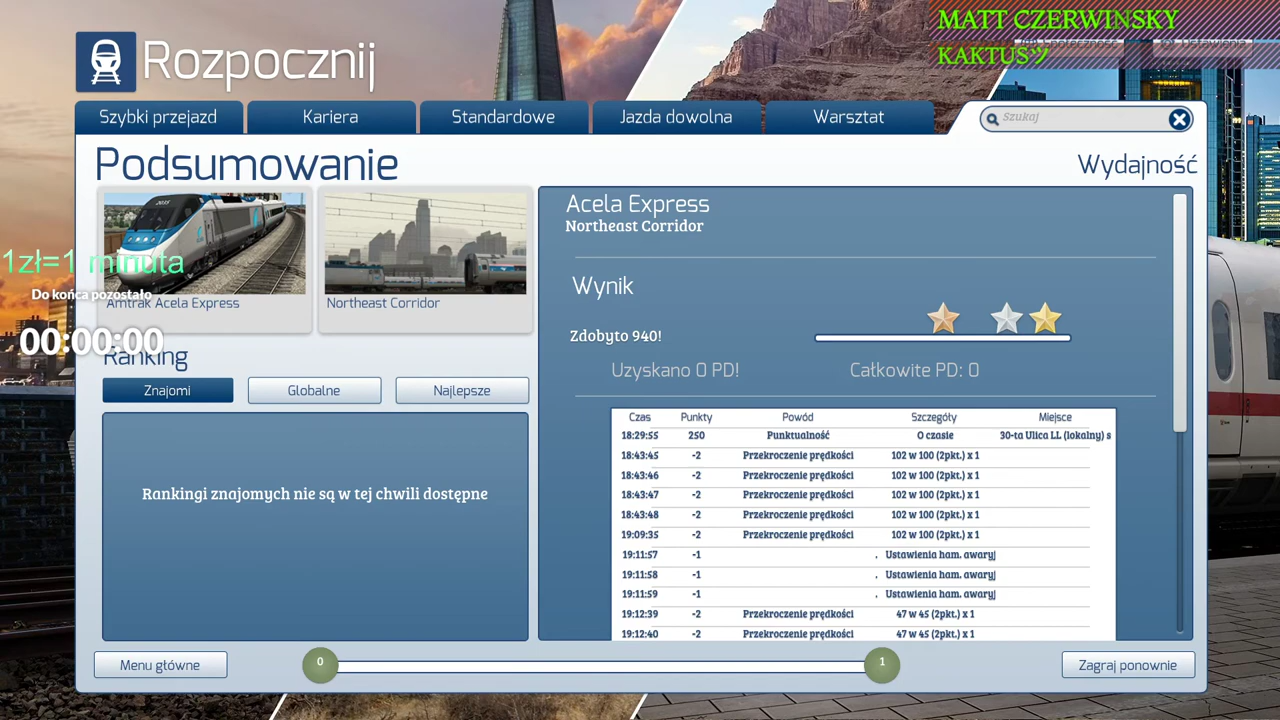 MATT CZERWINSKY
KAKTUSツ
Rozpocznij
Szybki przejazd
Kariera
Standardowe
Jazda dowolna
Warsztat
Szukaj
Podsumowanie
Wydajność
1zł=1 minuta
Do końca pozostało
00:00:00
Amtrak Acela Express
Northeast Corridor
Ranking
Znajomi
Globalne
Najlepsze
Rankingi znajomych nie są w tej chwili dostępne
Acela Express
Northeast Corridor
Wynik
Zdobyto 940!
Uzyskano 0 PD!
Całkowite PD: 0
Czas Punkty Powód Szczegóły Miejsce
18:29:55 250 Punktualność O czasie 30-ta Ulica LL (lokalny) s
18:43:45 -2 Przekroczenie prędkości 102 w 100 (2pkt.) x 1
18:43:46 -2 Przekroczenie prędkości 102 w 100 (2pkt.) x 1
18:43:47 -2 Przekroczenie prędkości 102 w 100 (2pkt.) x 1
18:43:48 -2 Przekroczenie prędkości 102 w 100 (2pkt.) x 1
19:09:35 -2 Przekroczenie prędkości 102 w 100 (2pkt.) x 1
19:11:57 -1 . Ustawienia ham. awaryj
19:11:58 -1 . Ustawienia ham. awaryj
19:11:59 -1 . Ustawienia ham. awaryj
19:12:39 -2 Przekroczenie prędkości 47 w 45 (2pkt.) x 1
19:12:40 -2 Przekroczenie prędkości 47 w 45 (2pkt.) x 1
Menu główne
0
1
Zagraj ponownie